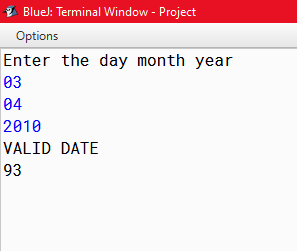 BlueJ: Terminal Window - Project
Options
Enter the day month year
03
04
2010
VALID DATE
93